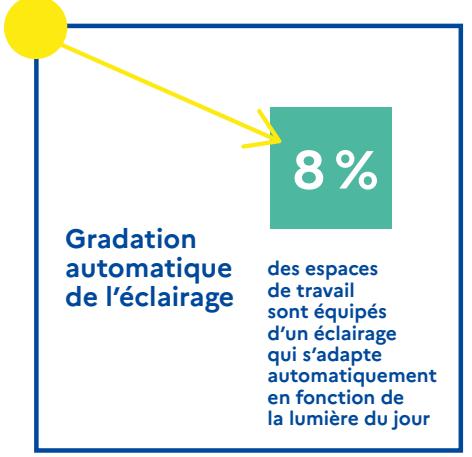 8 %
Gradation
automatique
de l'éclairage
des espaces
de travail
sont équipés
d'un éclairage
qui s'adapte
automatiquement
en fonction de
la lumière du jour